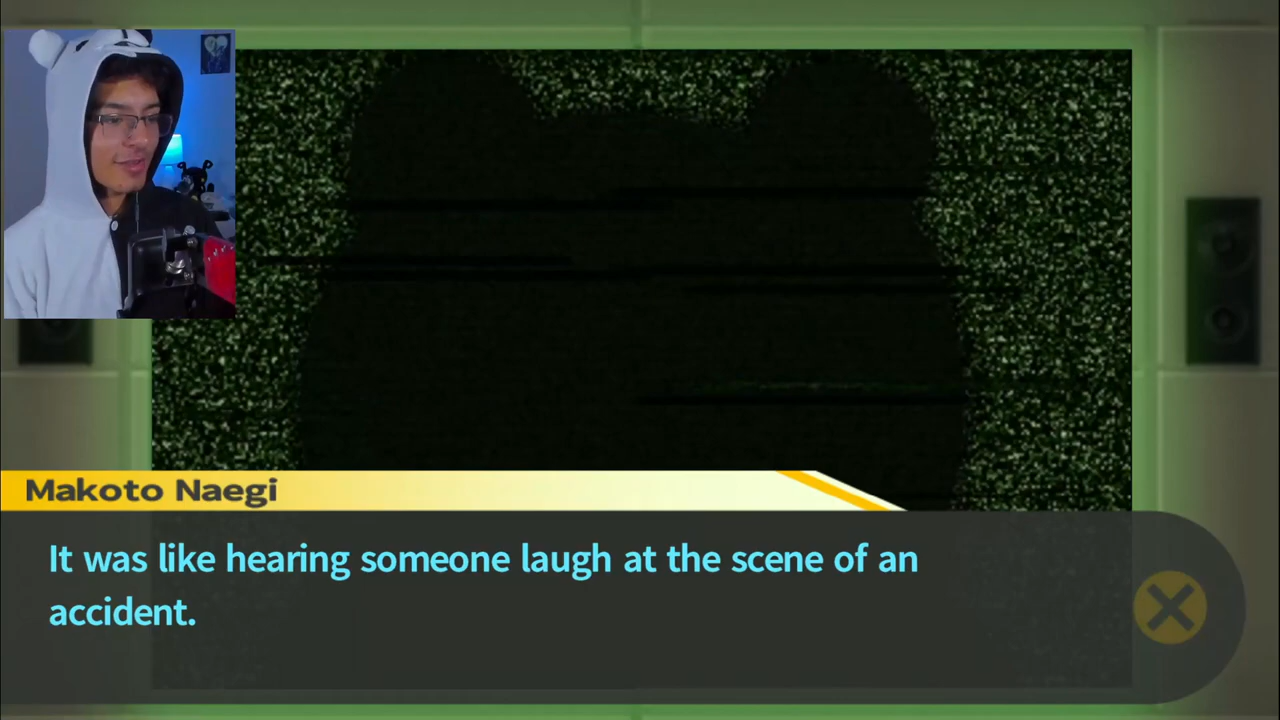 Makoto Naegi
It was like hearing someone laugh at the scene of an
accident.